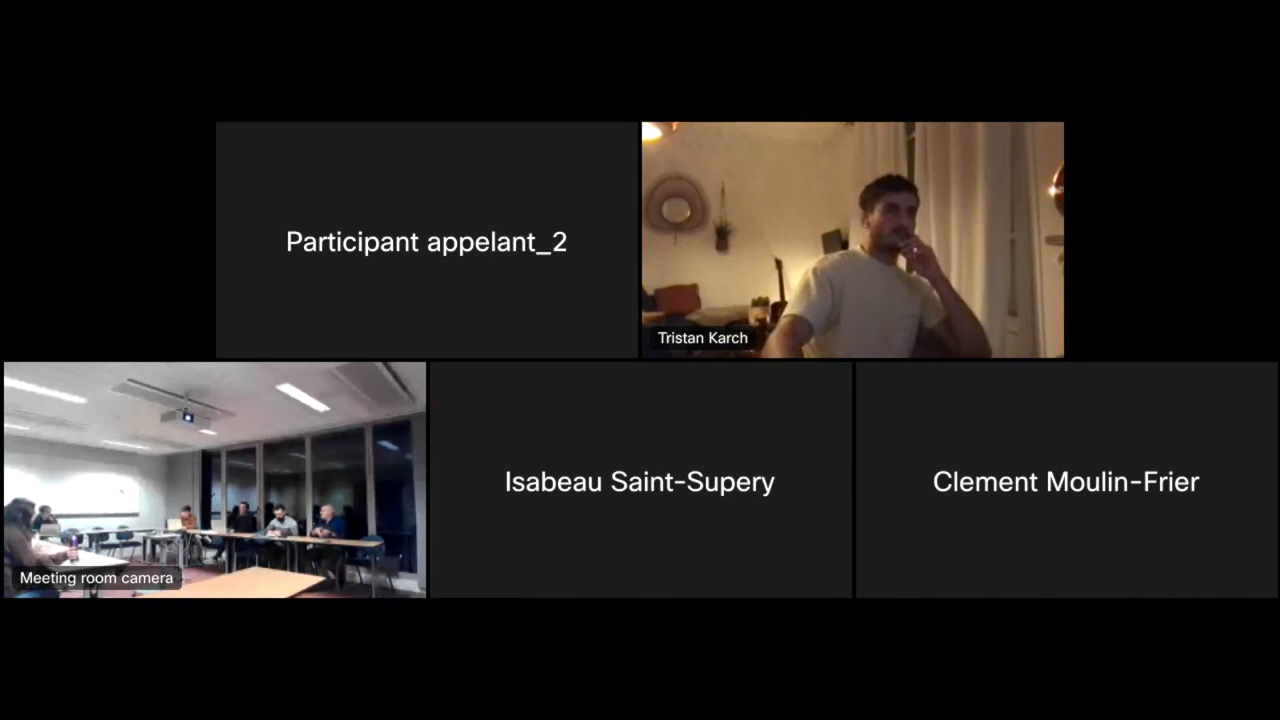 Participant appelant_2
Tristan Karch
Meeting room camera
Isabeau Saint-Supery
Clement Moulin-Frier